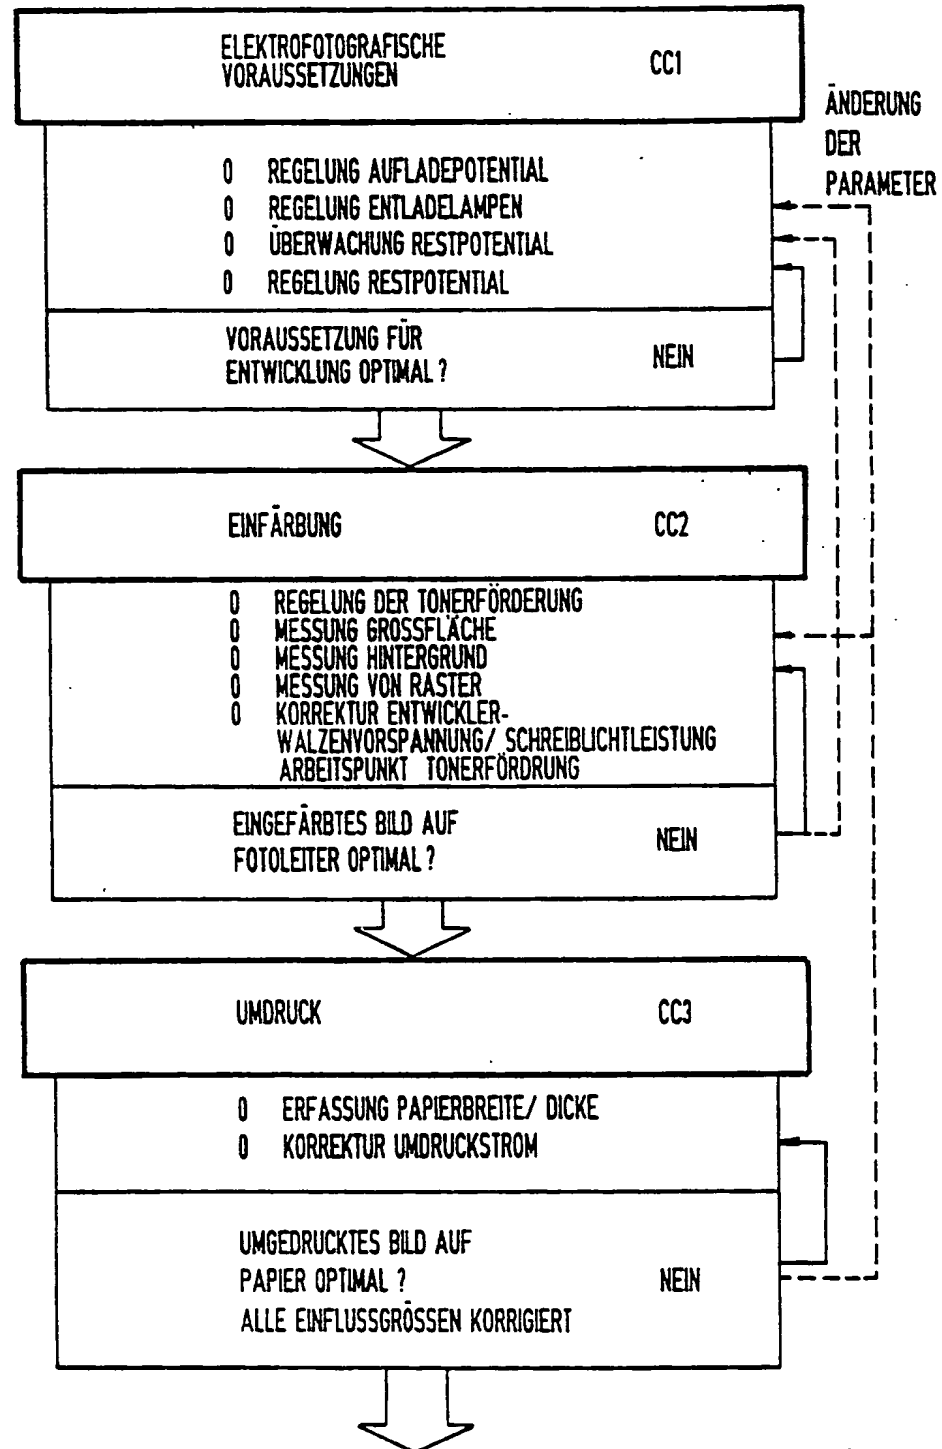 ELEKTROFOTOGRAFISCHE
VORAUSSETZUNGEN
CC1
ÄNDERUNG
DER
PARAMETER
0 REGELUNG AUFLADEPOTENTIAL
0 REGELUNG ENTLADELAMPEN
0 ÜBERWACHUNG RESTPOTENTIAL
0 REGELUNG RESTPOTENTIAL
VORAUSSETZUNG FÜR
ENTWICKLUNG OPTIMAL ?
NEIN
EINFÄRBUNG
CC2
0 REGELUNG DER TONERFÖRDERUNG
0 MESSUNG GROSSFLÄCHE
0 MESSUNG HINTERGRUND
0 MESSUNG VON RASTER
0 KORREKTUR ENTWICKLER-
WALZENVORSPANNUNG/ SCHREIBLICHTLEISTUNG
ARBEITSPUNKT TONERFÖRDRUNG
EINGEFÄRBTES BILD AUF
FOTOLEITER OPTIMAL ?
NEIN
UMDRUCK
CC3
0 ERFASSUNG PAPIERBREITE/ DICKE
0 KORREKTUR UMDRUCKSTROM
UMGEDRUCKTES BILD AUF
PAPIER OPTIMAL ?
NEIN
ALLE EINFLUSSGRÖSSEN KORRIGIERT